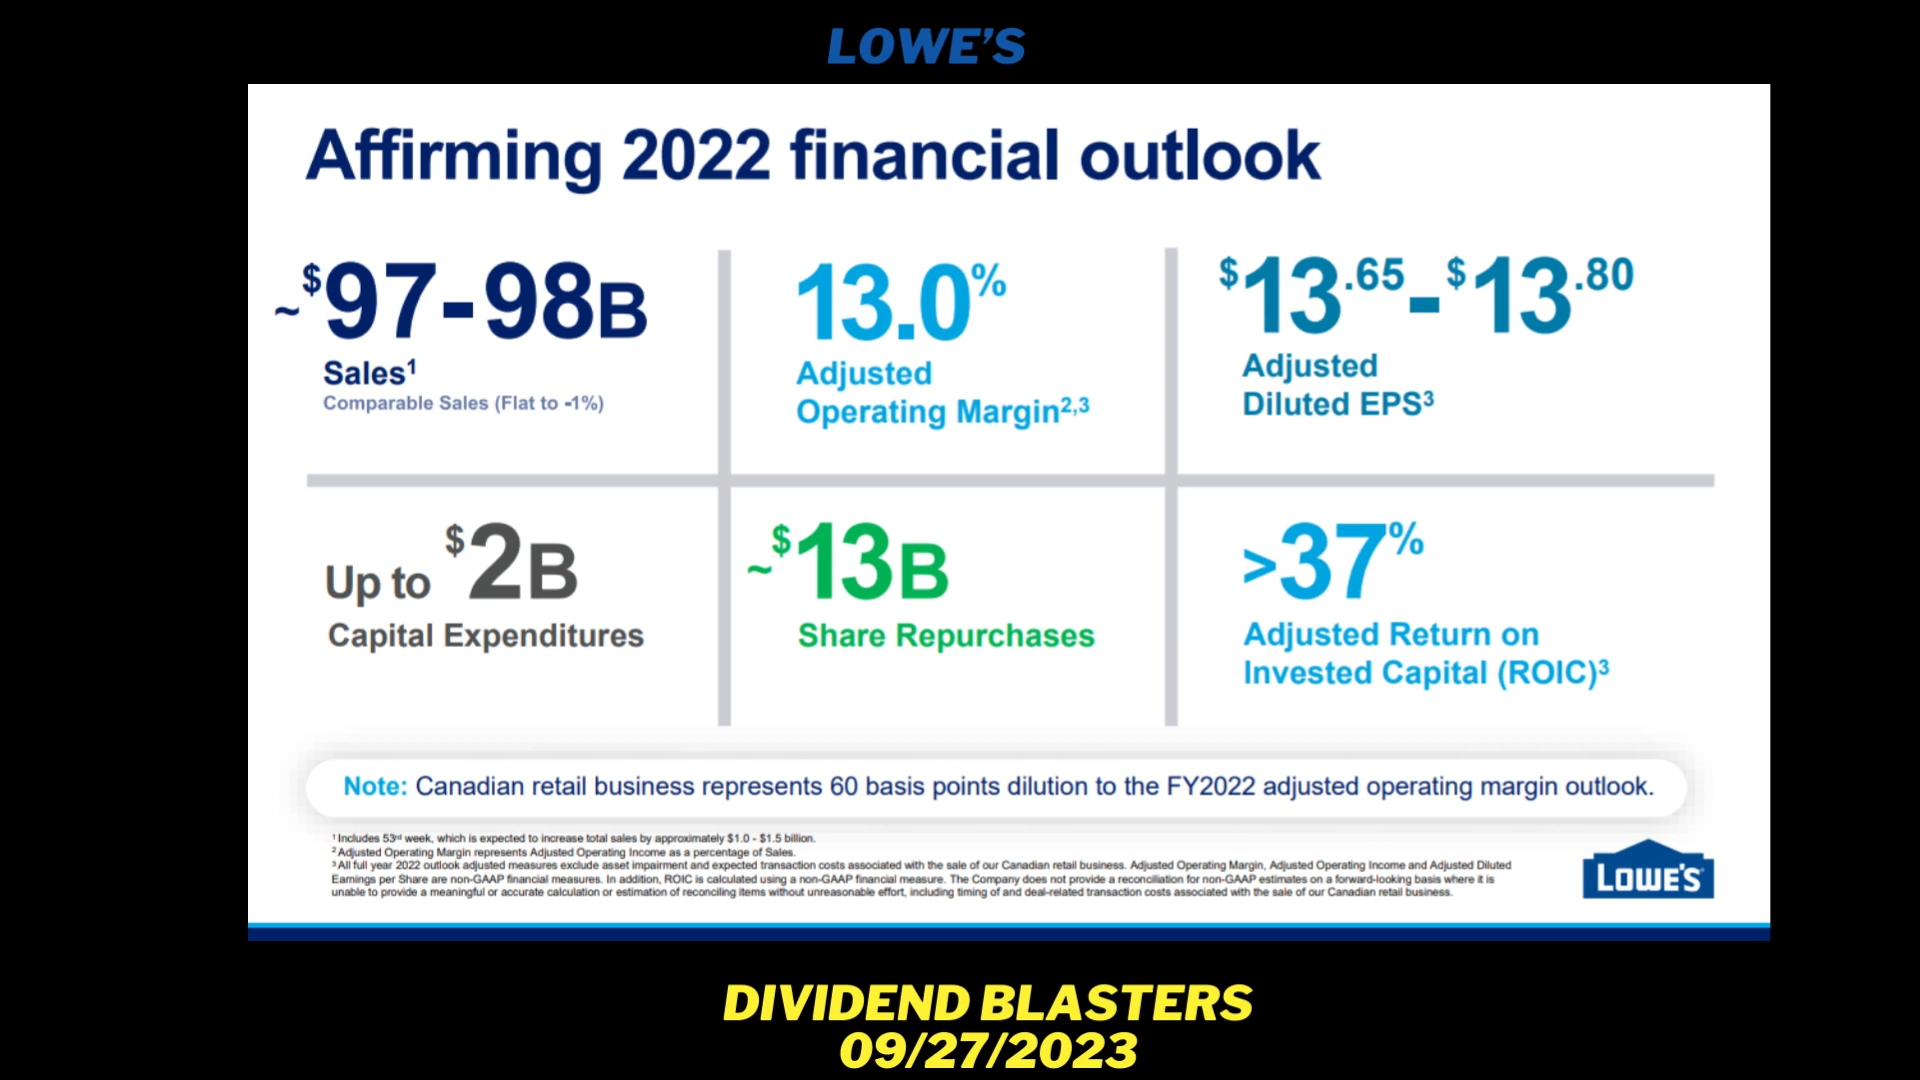 LOWE’S
Affirming 2022 financial outlook
~$97-98B
Sales¹
Comparable Sales (Flat to -1%)
13.0%
Adjusted
Operating Margin²,³
$13.65-$13.80
Adjusted
Diluted EPS³
Up to $2B
Capital Expenditures
~$13B
Share Repurchases
>37%
Adjusted Return on
Invested Capital (ROIC)³
Note: Canadian retail business represents 60 basis points dilution to the FY2022 adjusted operating margin outlook.
¹ Includes 53rd week, which is expected to increase total sales by approximately $1.0 - $1.5 billion.
² Adjusted Operating Margin represents Adjusted Operating Income as a percentage of Sales.
³ All full year 2022 outlook adjusted measures exclude asset impairment and expected transaction costs associated with the sale of our Canadian retail business. Adjusted Operating Margin, Adjusted Operating Income and Adjusted Diluted
Earnings per Share are non-GAAP financial measures. In addition, ROIC is calculated using a non-GAAP financial measure. The Company does not provide a reconciliation for non-GAAP estimates on a forward-looking basis where it is
unable to provide a meaningful or accurate calculation or estimation of reconciling items without unreasonable effort, including timing of and deal-related transaction costs associated with the sale of our Canadian retail business.
LOWE'S
DIVIDEND BLASTERS
09/27/2023